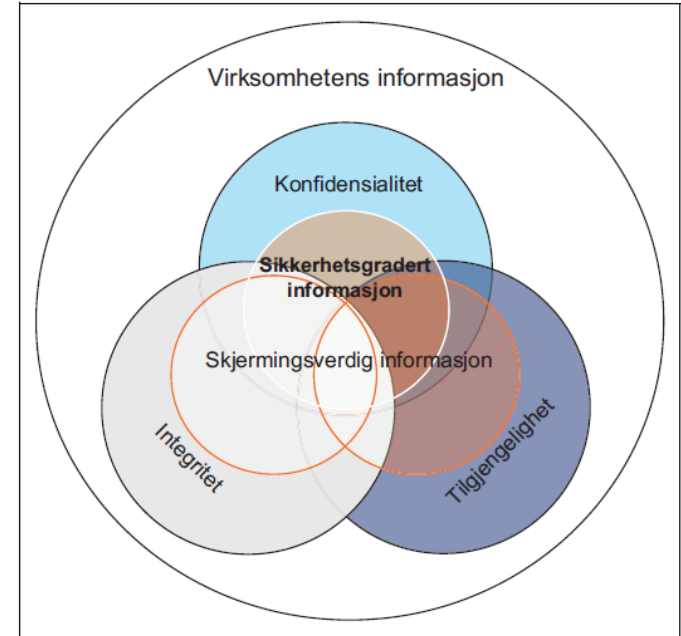 Virksomhetens informasjon
Konfidensialitet
Sikkerhetsgradert
informasjon
Skjermingsverdig informasjon
Integritet
Tilgjengelighet